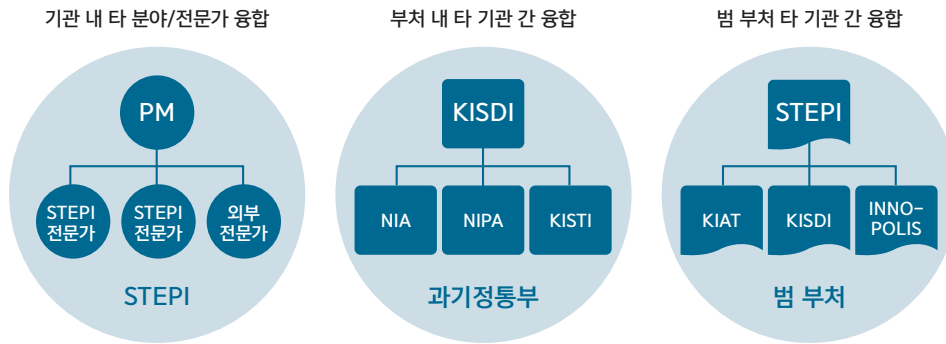 기관 내 타 분야/전문가 융합
PM
STEPI
전문가
STEPI
전문가
외부
전문가
STEPI
부처 내 타 기관 간 융합
KISDI
NIA
NIPA
KISTI
과기정통부
범 부처 타 기관 간 융합
STEPI
KIAT
KISDI
INNO–
POLIS
범 부처